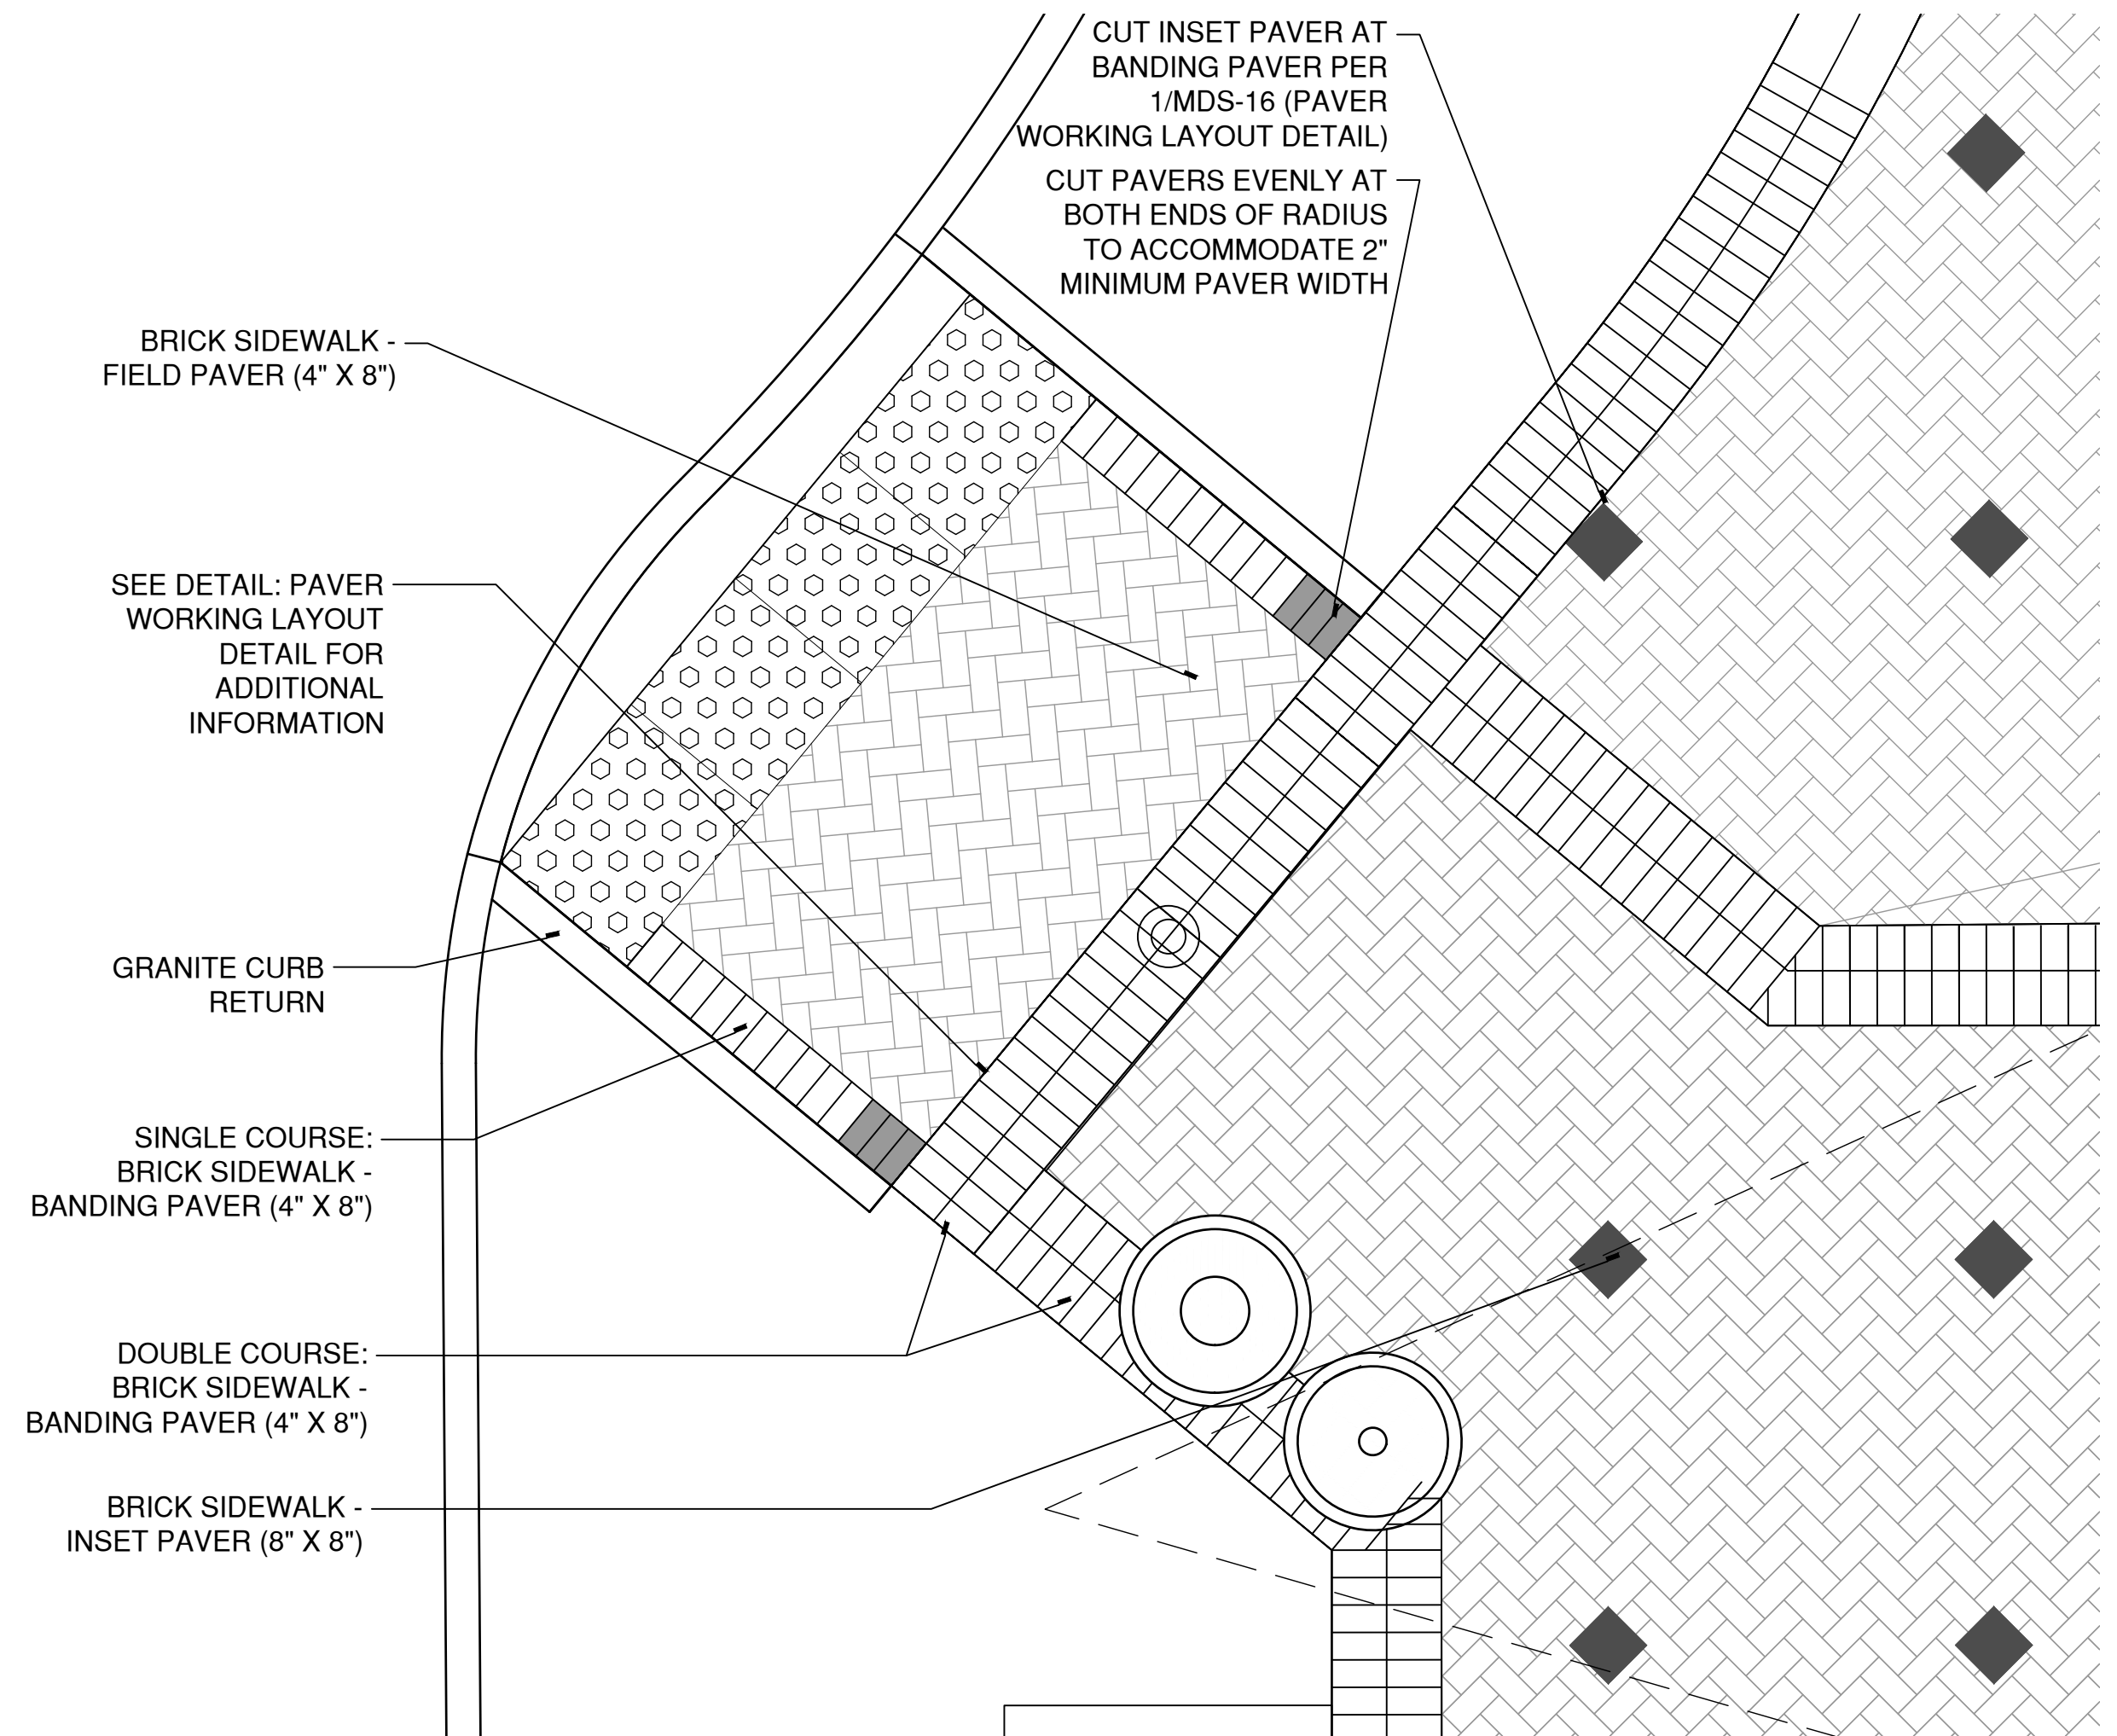 CUT INSET PAVER AT
BANDING PAVER PER
1/MDS-16 (PAVER
WORKING LAYOUT DETAIL)
CUT PAVERS EVENLY AT
BOTH ENDS OF RADIUS
TO ACCOMMODATE 2"
MINIMUM PAVER WIDTH
BRICK SIDEWALK -
FIELD PAVER (4" X 8")
SEE DETAIL: PAVER
WORKING LAYOUT
DETAIL FOR
ADDITIONAL
INFORMATION
GRANITE CURB
RETURN
SINGLE COURSE:
BRICK SIDEWALK -
BANDING PAVER (4" X 8")
DOUBLE COURSE:
BRICK SIDEWALK -
BANDING PAVER (4" X 8")
BRICK SIDEWALK -
INSET PAVER (8" X 8")